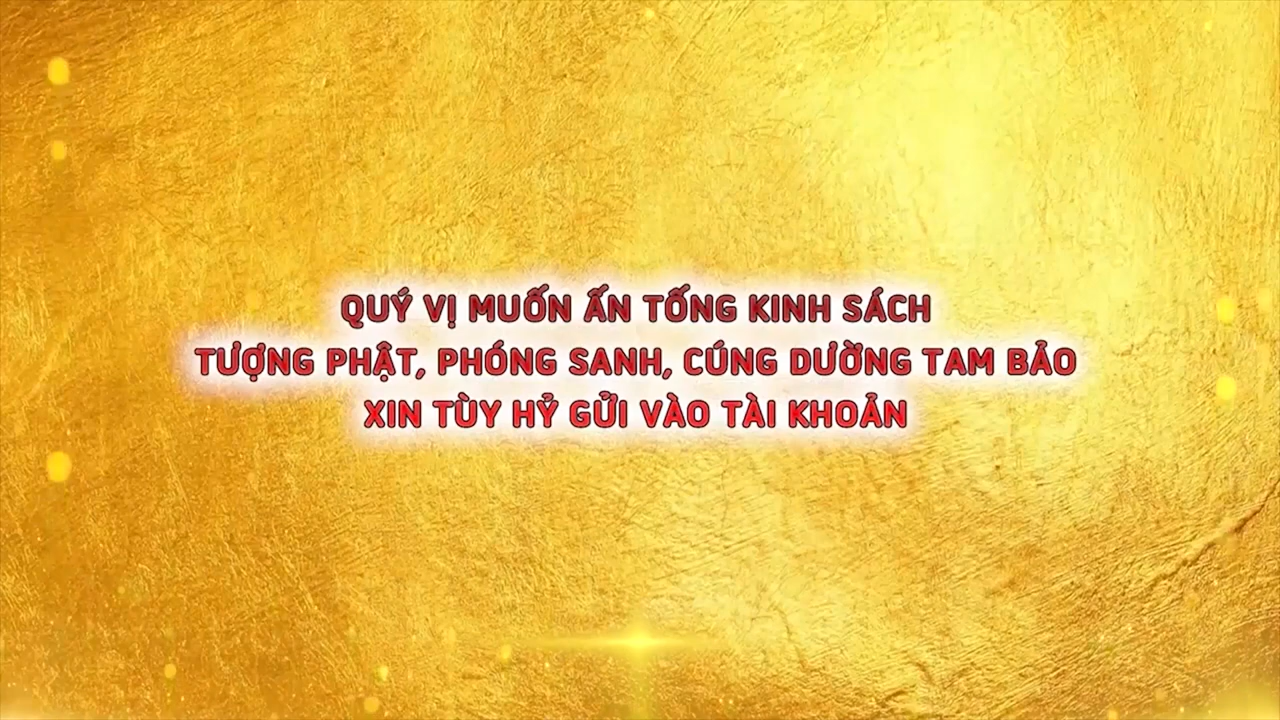 QUÝ VỊ MUỐN ẤN TỐNG KINH SÁCH
TƯỢNG PHẬT, PHÓNG SANH, CÚNG DƯỜNG TAM BẢO
XIN TÙY HỶ GỬI VÀO TÀI KHOẢN